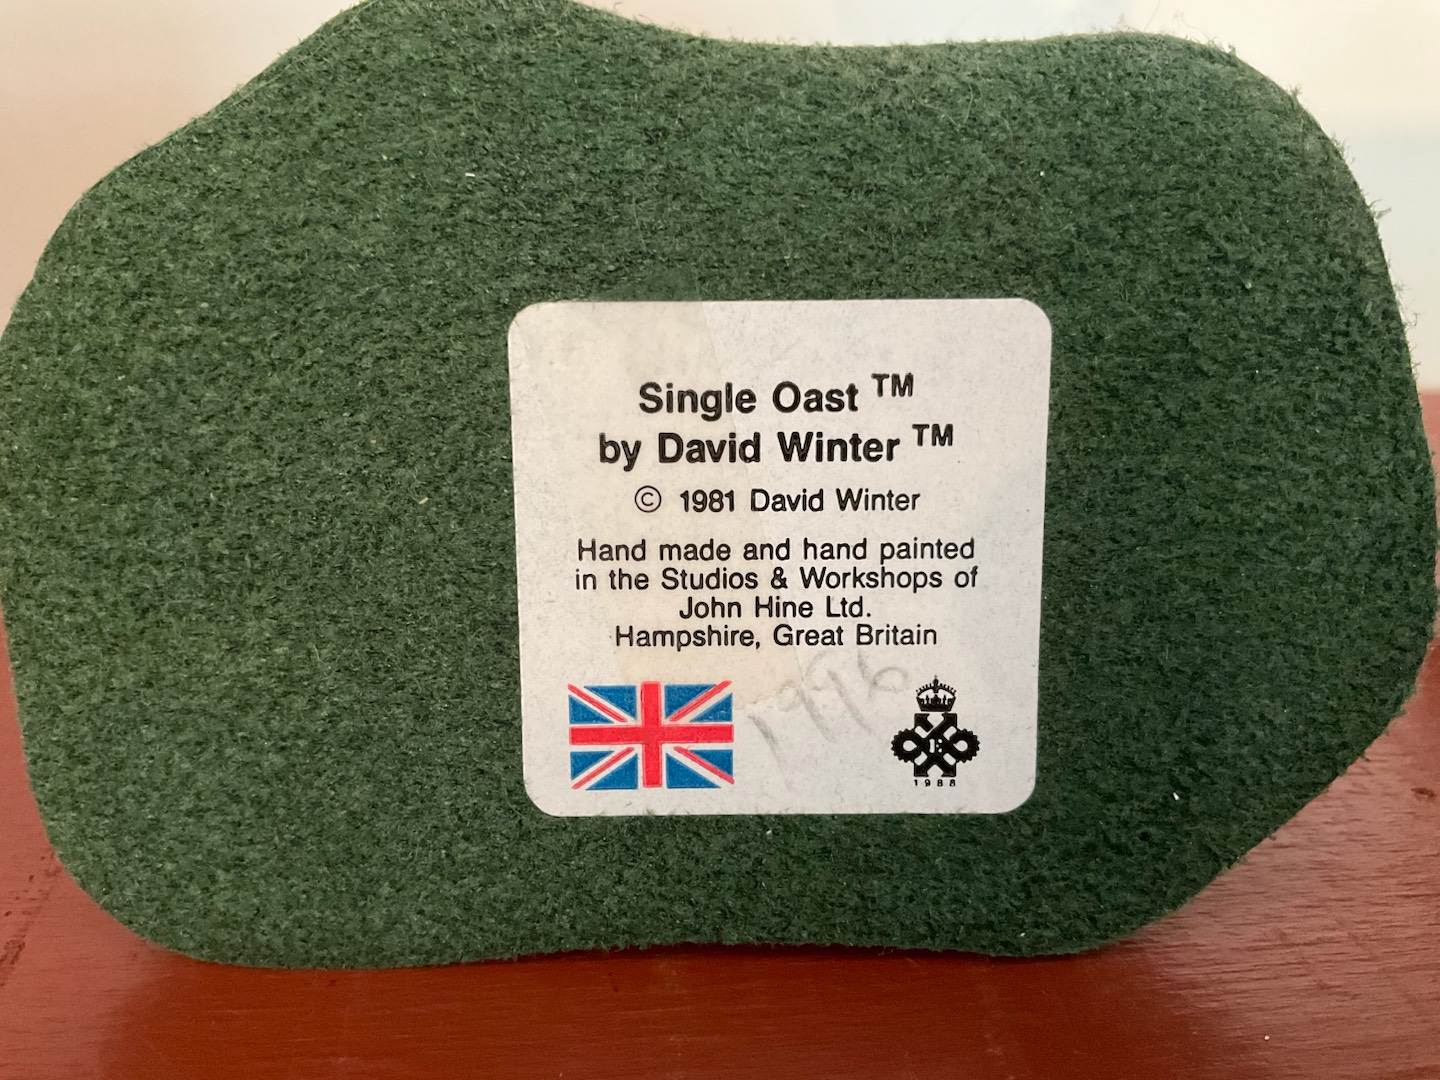 Single Oast ™
by David Winter ™
© 1981 David Winter
Hand made and hand painted
in the Studios & Workshops of
John Hine Ltd.
Hampshire, Great Britain
1988